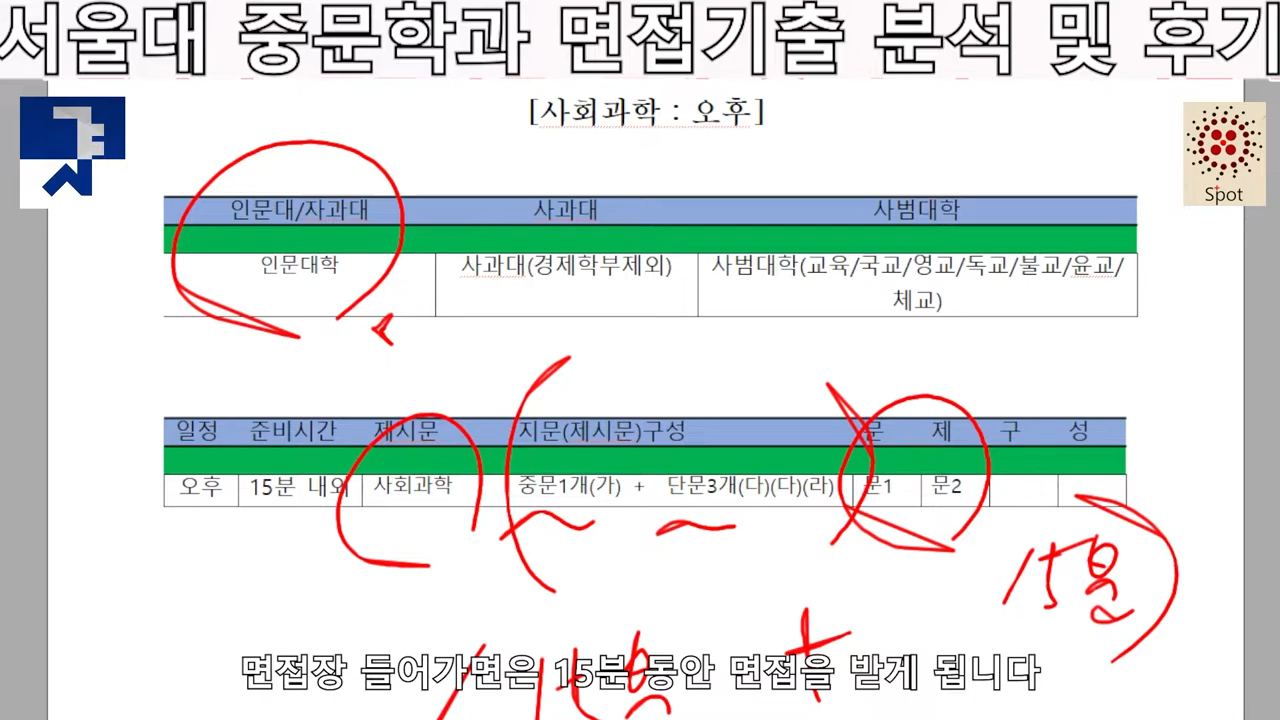 서울대 중문학과 면접기출 분석 및 후기
[사회과학 : 오후]
Spot
인문대/자과대 사과대 사범대학
인문대학 사과대(경제학부제외) 사범대학(교육/국교/영교/독교/불교/윤교/
체교)
일정 준비시간 제시문 지문(제시문)구성 문 제 구 성
오후 15분 내외 사회과학 중문1개(가) + 단문3개(다)(다)(라) 문1 문2
15분
15분 +
면접장 들어가면은 15분 동안 면접을 받게 됩니다